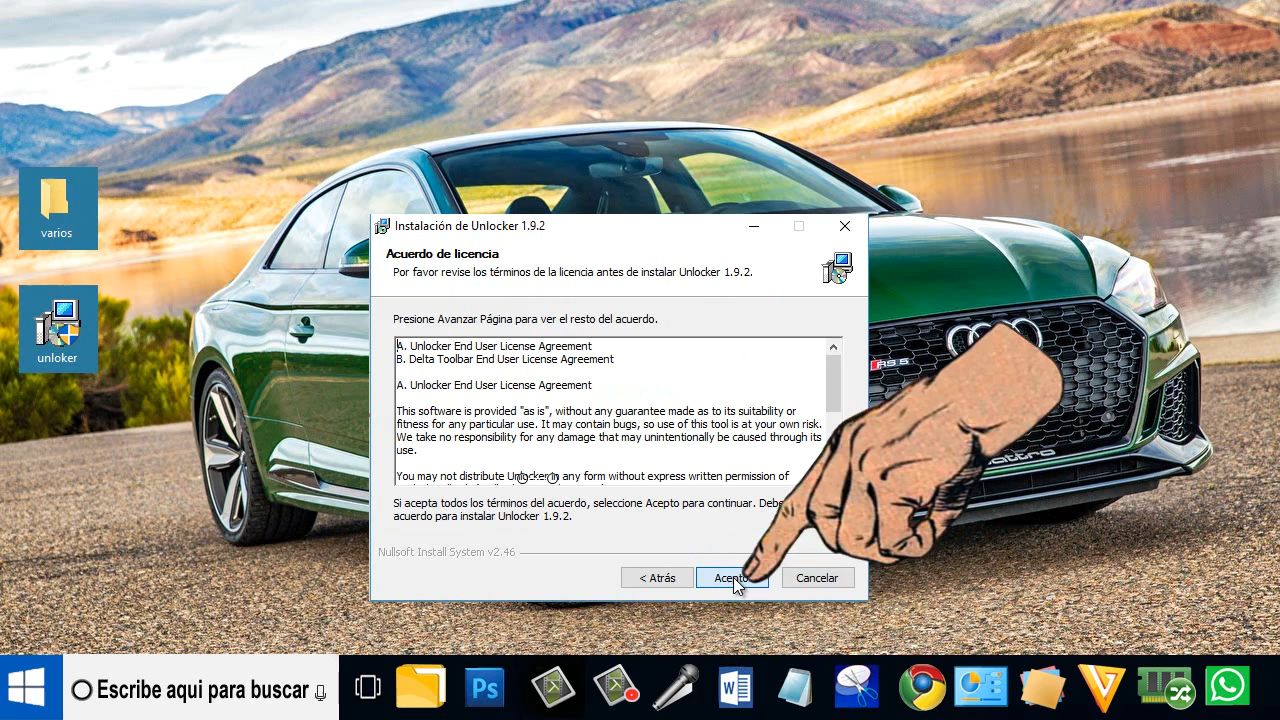 varios
unloker
Instalación de Unlocker 1.9.2
Acuerdo de licencia
Por favor revise los términos de la licencia antes de instalar Unlocker 1.9.2.
Presione Avanzar Página para ver el resto del acuerdo.
A. Unlocker End User License Agreement
B. Delta Toolbar End User License Agreement
A. Unlocker End User License Agreement
This software is provided "as is", without any guarantee made as to its suitability or
fitness for any particular use. It may contain bugs, so use of this tool is at your own risk.
We take no responsibility for any damage that may unintentionally be caused through its
use.
You may not distribute Unlocker in any form without express written permission of
Si acepta todos los términos del acuerdo, seleccione Acepto para continuar. Debe
acuerdo para instalar Unlocker 1.9.2.
Nullsoft Install System v2.46
< Atrás
Acepto
Cancelar
RS 5
quattro
Escribe aqui para buscar
Ps
W